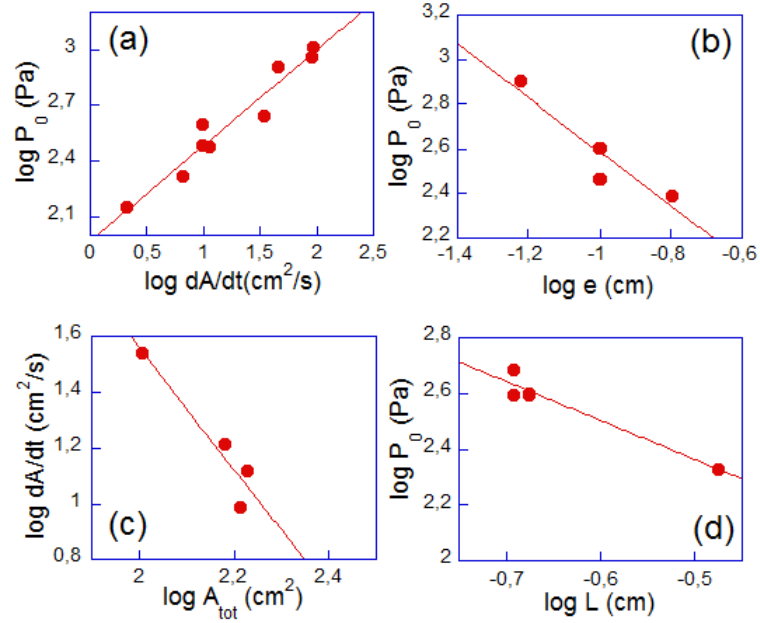 (a)
log P₀ (Pa)
3
2,7
2,4
2,1
0 0,5 1 1,5 2 2,5
log dA/dt(cm²/s)
(b)
log P₀ (Pa)
3,2
3
2,8
2,6
2,4
2,2
-1,4 -1,2 -1 -0,8 -0,6
log e (cm)
(c)
log dA/dt (cm²/s)
1,6
1,4
1,2
1
0,8
2 2,2 2,4
log A_tot (cm²)
(d)
log P₀ (Pa)
2,8
2,6
2,4
2,2
2
-0,7 -0,6 -0,5
log L (cm)